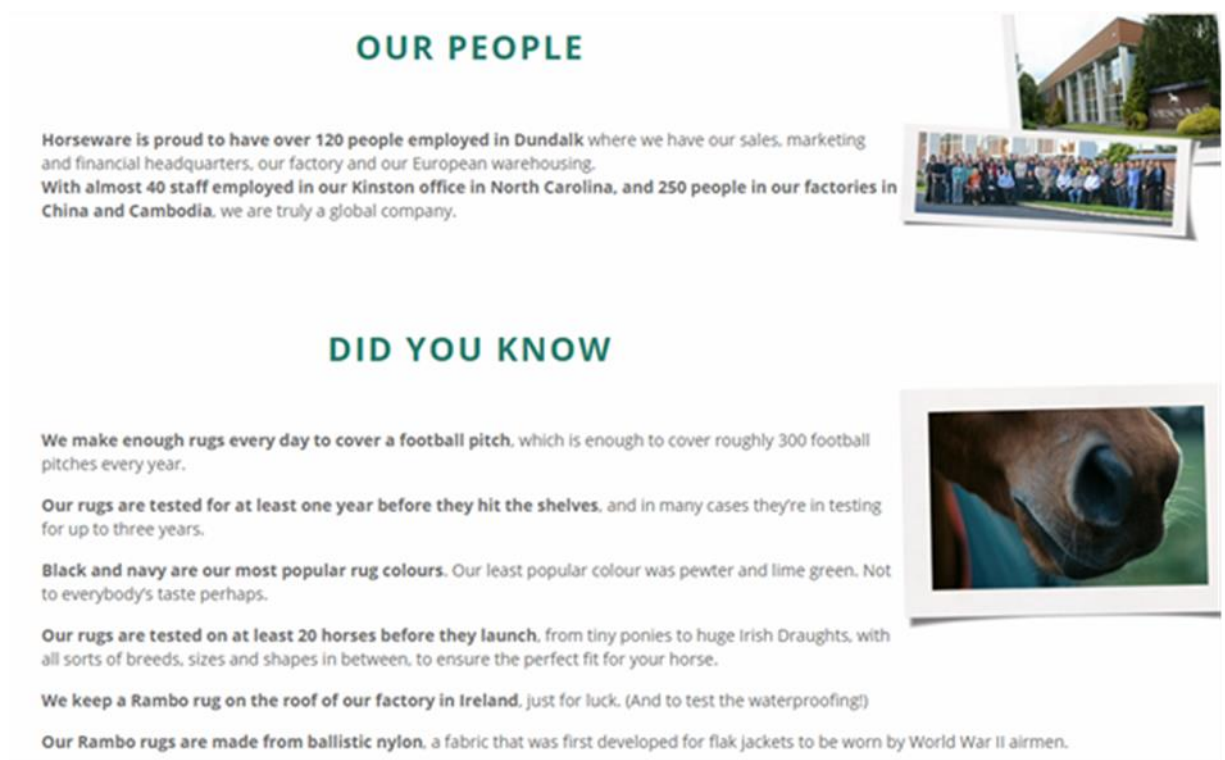 OUR PEOPLE
Horseware is proud to have over 120 people employed in Dundalk where we have our sales, marketing
and financial headquarters, our factory and our European warehousing.
With almost 40 staff employed in our Kinston office in North Carolina, and 250 people in our factories in
China and Cambodia, we are truly a global company.
DID YOU KNOW
We make enough rugs every day to cover a football pitch, which is enough to cover roughly 300 football
pitches every year.
Our rugs are tested for at least one year before they hit the shelves, and in many cases they're in testing
for up to three years.
Black and navy are our most popular rug colours. Our least popular colour was pewter and lime green. Not
to everybody's taste perhaps.
Our rugs are tested on at least 20 horses before they launch, from tiny ponies to huge Irish Draughts, with
all sorts of breeds, sizes and shapes in between, to ensure the perfect fit for your horse.
We keep a Rambo rug on the roof of our factory in Ireland, just for luck. (And to test the waterproofing!)
Our Rambo rugs are made from ballistic nylon, a fabric that was first developed for flak jackets to be worn by World War II airmen.